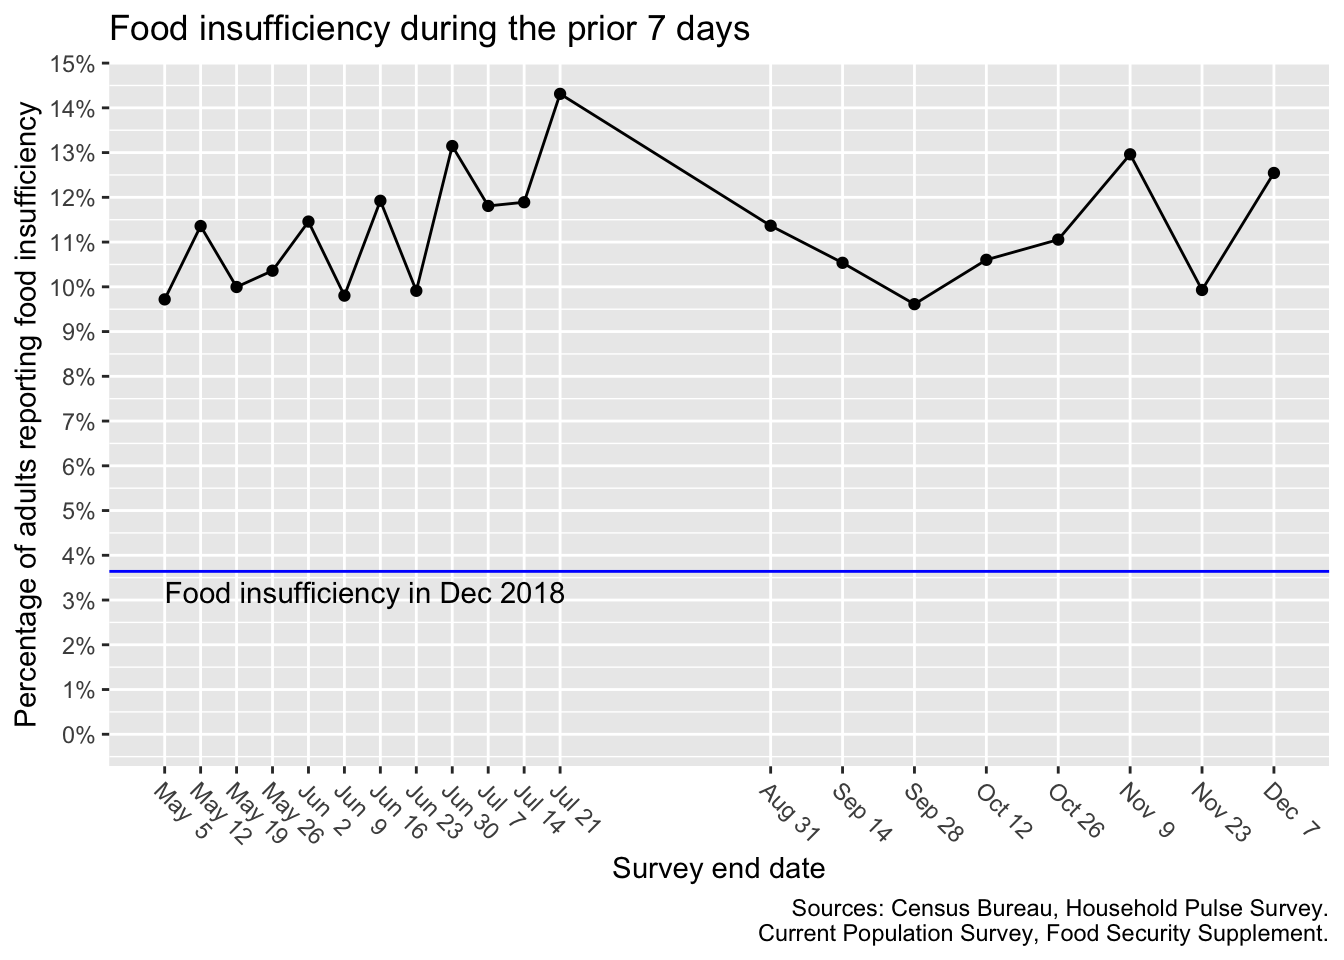 Food insufficiency during the prior 7 days
Percentage of adults reporting food insufficiency
15%
14%
13%
12%
11%
10%
9%
8%
7%
6%
5%
4%
3%
2%
1%
0%
Food insufficiency in Dec 2018
May 5
May 12
May 19
May 26
Jun 2
Jun 9
Jun 16
Jun 23
Jun 30
Jul 7
Jul 14
Jul 21
Aug 31
Sep 14
Sep 28
Oct 12
Oct 26
Nov 9
Nov 23
Dec 7
Survey end date
Sources: Census Bureau, Household Pulse Survey.
Current Population Survey, Food Security Supplement.